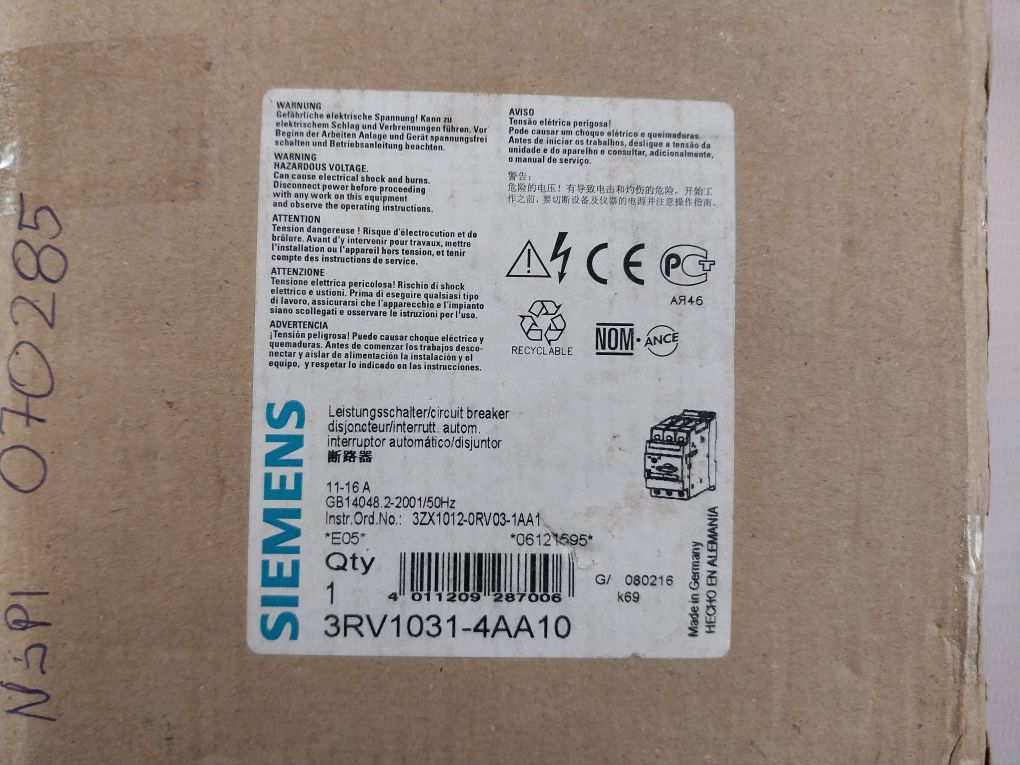 WARNUNG
Gefährliche elektrische Spannung! Kann zu
elektrischem Schlag und Verbrennungen führen. Vor
Beginn der Arbeiten Anlage und Gerät spannungsfrei
schalten und Betriebsanleitung beachten.
WARNING
HAZARDOUS VOLTAGE.
Can cause electrical shock and burns.
Disconnect power before proceeding
with any work on this equipment
and observe the operating instructions.
ATTENTION
Tension dangereuse ! Risque d'électrocution et de
brûlure. Avant d'y intervenir pour travaux, mettre
l'installation ou l'appareil hors tension, et tenir
compte des instructions de service.
ATTENZIONE
Tensione elettrica pericolosa! Rischio di shock
elettrico e ustioni. Prima di eseguire qualsiasi tipo
di lavoro, assicurarsi che l'apparecchio e l'impianto
siano scollegati e osservare le istruzioni per l'uso.
ADVERTENCIA
¡Tensión peligrosa! Puede causar choque eléctrico y
quemaduras. Antes de comenzar los trabajos desco-
nectar y aislar de alimentación la instalación y el
equipo, y respetar lo indicado en las instrucciones.
AVISO
Tensão elétrica perigosa!
Pode causar um choque elétrico e queimaduras.
Antes de iniciar os trabalhos, desligue a tensão da
unidade e do aparelho e consultar, adicionalmente,
o manual de serviço.
警告:
危险的电压! 有导致电击和灼伤的危险。开始工
作之前, 要切断设备及仪器的电源并注意操作指南。
CE
РСТ
АЯ46
RECYCLABLE
NOM·ANCE
SIEMENS
Leistungsschalter/circuit breaker
disjoncteur/interrutt. autom.
interruptor automático/disjuntor
断路器
11-16 A
GB14048.2-2001/50Hz
Instr.Ord.No.: 3ZX1012-0RV03-1AA1
*E05* *06121595*
Qty
1
4 011209 287006
G/ 080216
k69
3RV1031-4AA10
Made in Germany
HECHO EN ALEMANIA
070285